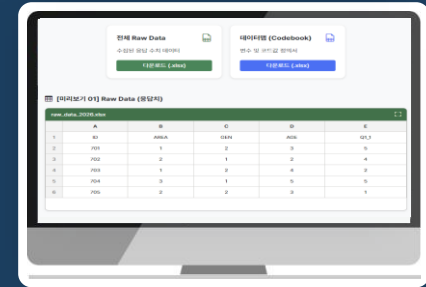 전체 Raw Data
수집된 응답 수치 데이터
다운로드 (.xlsx)
데이터맵 (Codebook)
변수 및 코드값 정의서
다운로드 (.xlsx)
[미리보기 01] Raw Data (응답지)
raw_data_2026.xlsx
A B C D E
1 ID AREA GEN AGE Q1_1
2 701 1 2 3 5
3 702 2 1 2 4
4 703 1 2 4 2
5 704 3 1 5 5
6 705 2 2 3 1